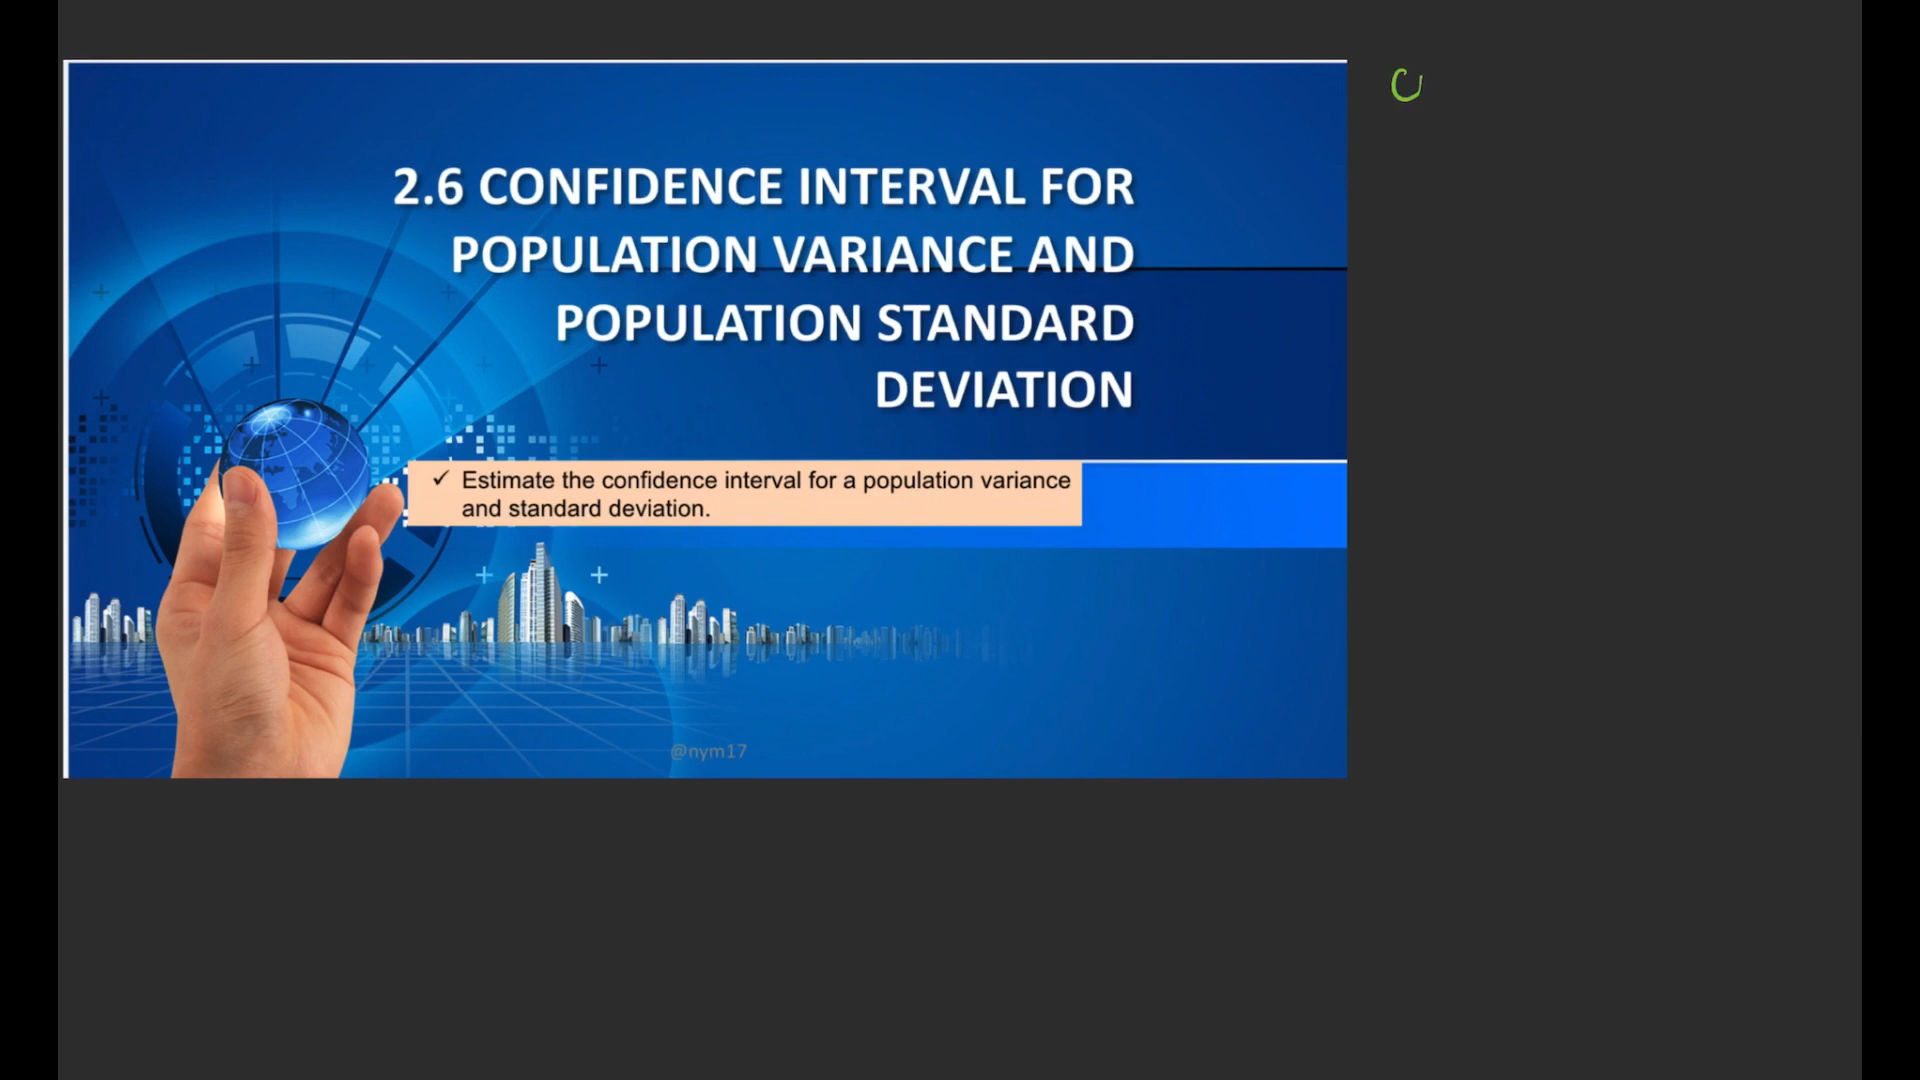 2.6 CONFIDENCE INTERVAL FOR
POPULATION VARIANCE AND
POPULATION STANDARD
DEVIATION
✓ Estimate the confidence interval for a population variance
and standard deviation.
@nym17